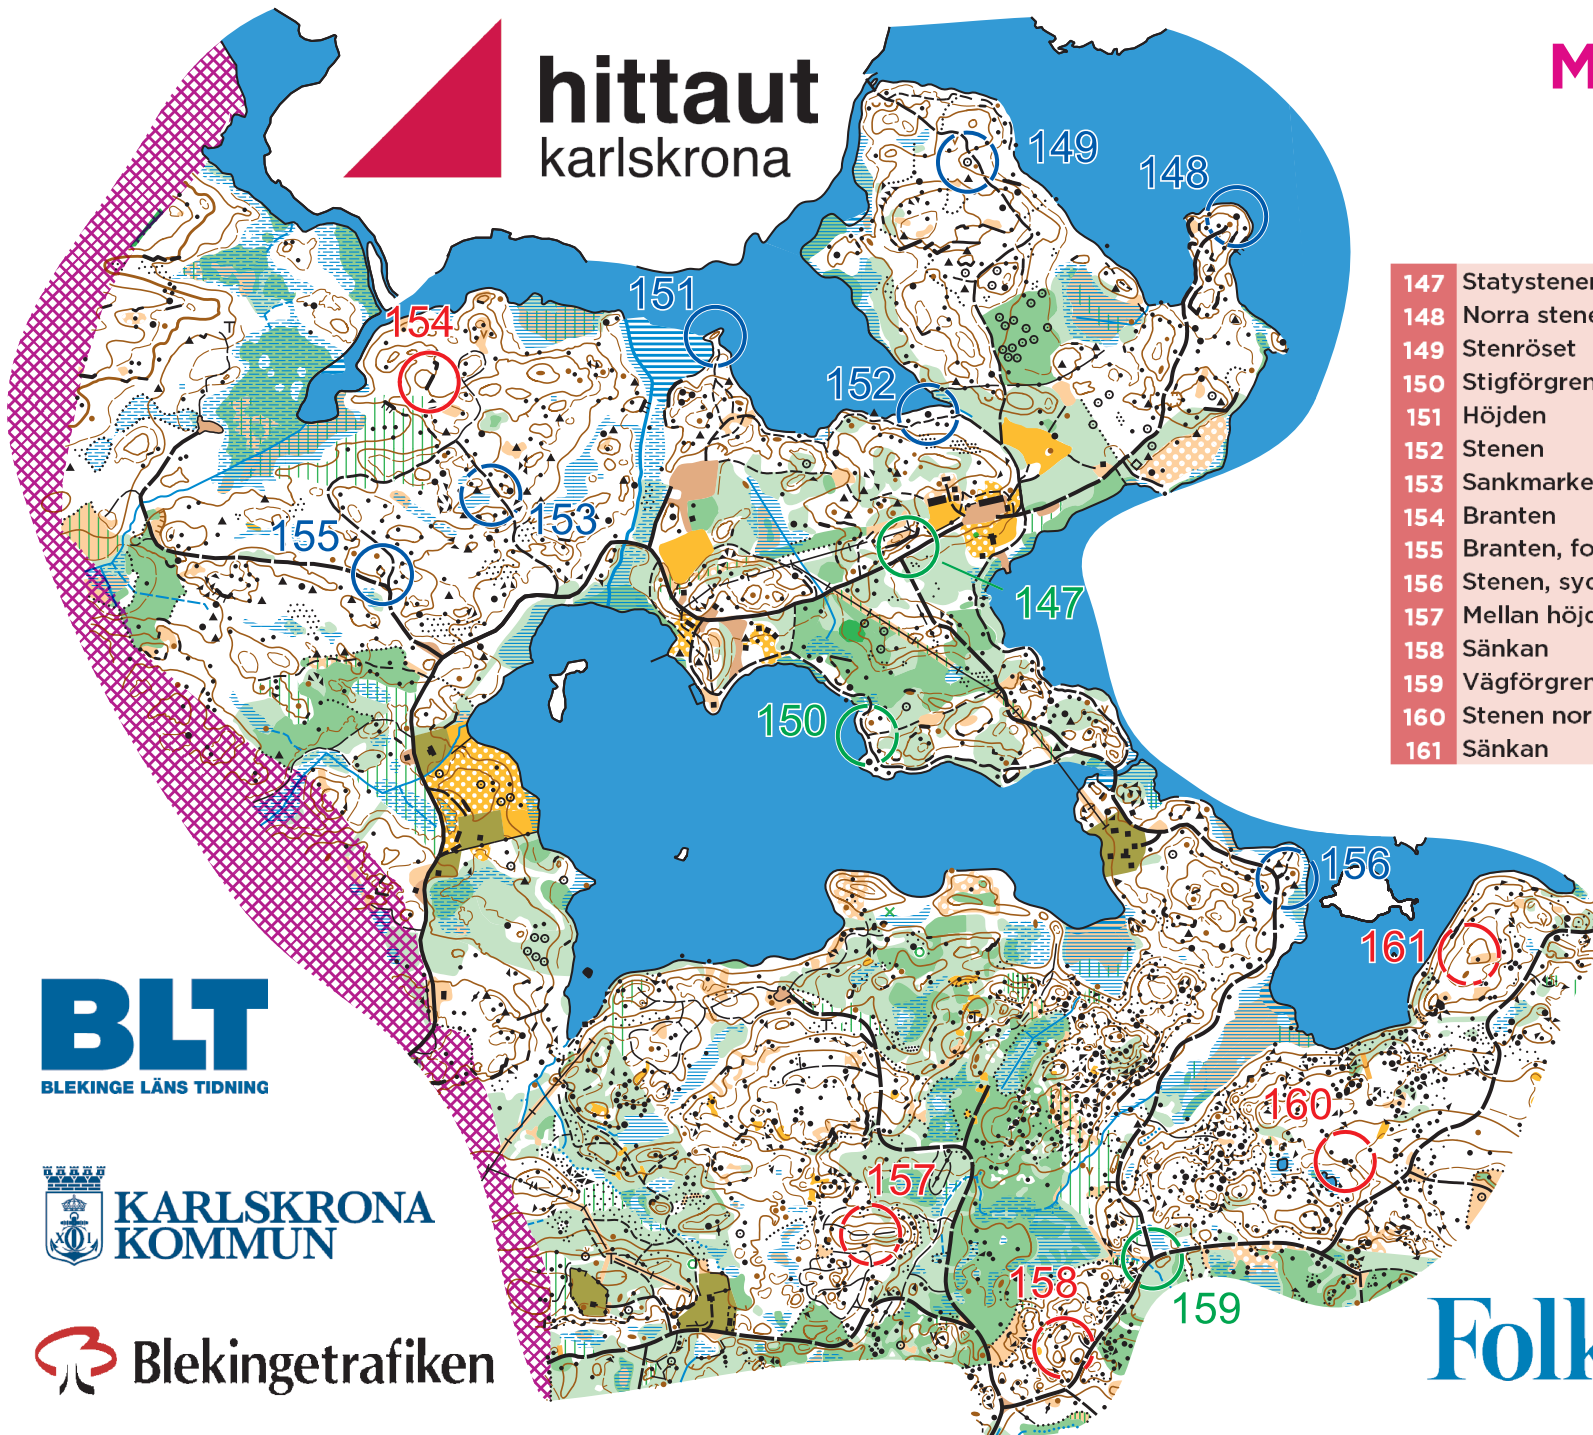 hittaut
karlskrona
M
149
148
151
154
152
153
155
147
150
156
161
160
157
158
159
147 Statystenen
148 Norra stene
149 Stenröset
150 Stigförgren
151 Höjden
152 Stenen
153 Sankmarke
154 Branten
155 Branten, fo
156 Stenen, syd
157 Mellan höjd
158 Sänkan
159 Vägförgren
160 Stenen nor
161 Sänkan
BLT
BLEKINGE LÄNS TIDNING
KARLSKRONA
KOMMUN
Blekingetrafiken
Folk